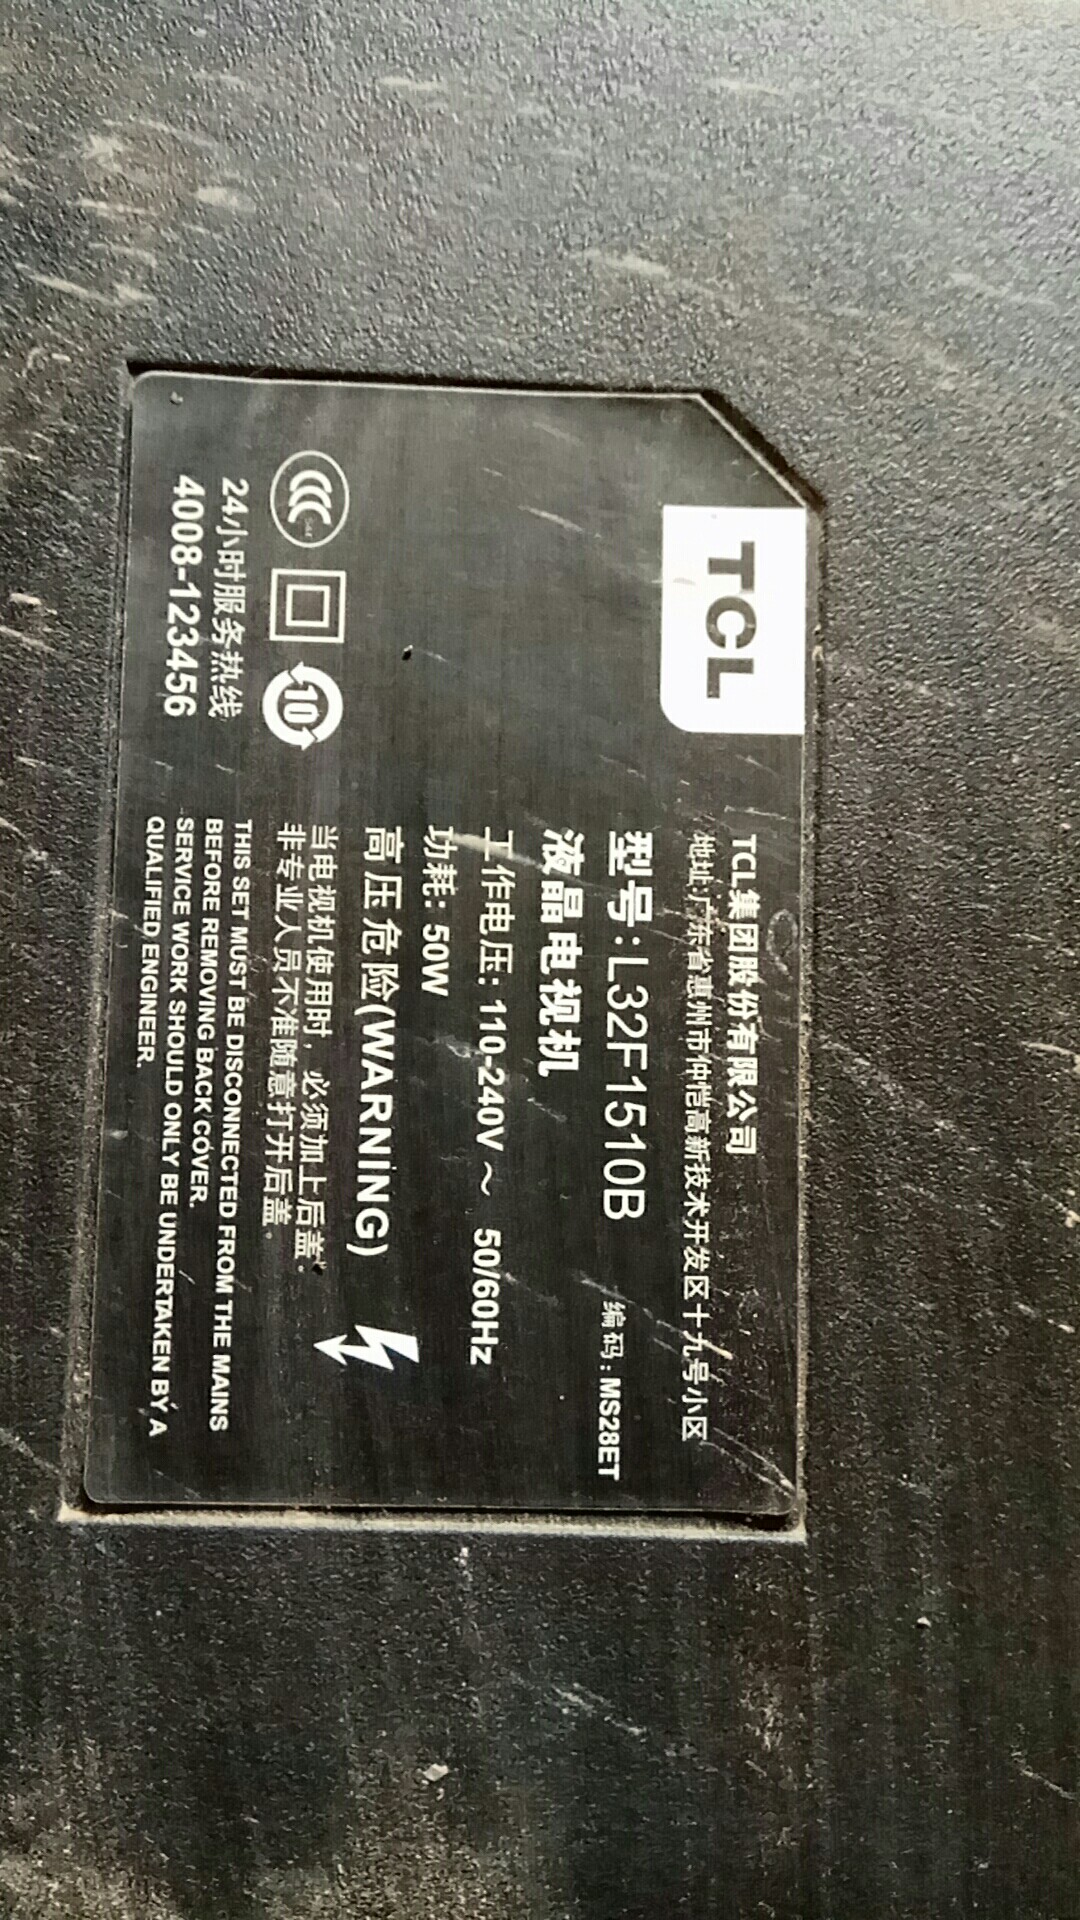 TCL
TCL集团股份有限公司
地址:广东省惠州市仲恺高新技术开发区十九号小区
型号:L32F1510B 编码:MS28ET
液晶电视机
工作电压: 110-240V～ 50/60Hz
功耗: 50W
高压危险(WARNiNG)
当电视机使用时，必须加上后盖。
非专业人员不准随意打开后盖。
THIS SET MUST BE DISCONNECTED FROM THE MAINS
BEFORE REMOVING BACK COVER.
SERVICE WORK SHOULD ONLY BE UNDERTAKEN BY A
QUALIFIED ENGINEER.
10
24小时服务热线
4008-123456